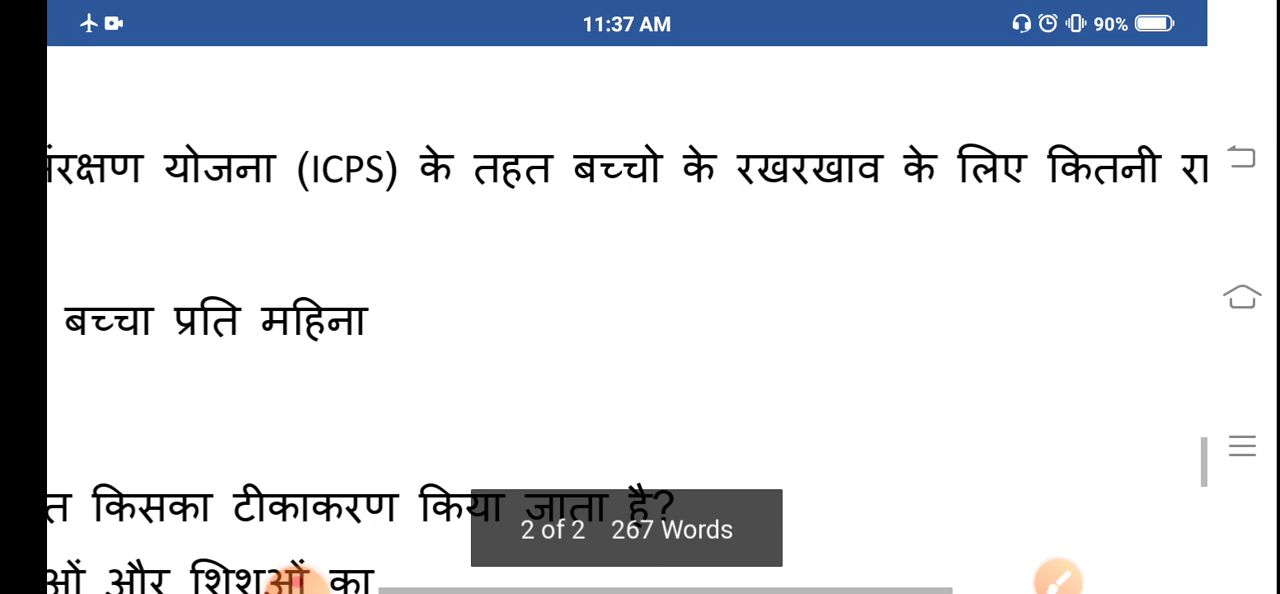 11:37 AM 90%
संरक्षण योजना (ICPS) के तहत बच्चो के रखरखाव के लिए कितनी
बच्चा प्रति महिना
किसका टीकाकरण किया जाता है?
2 of 2 267 Words
और शिशुओं का